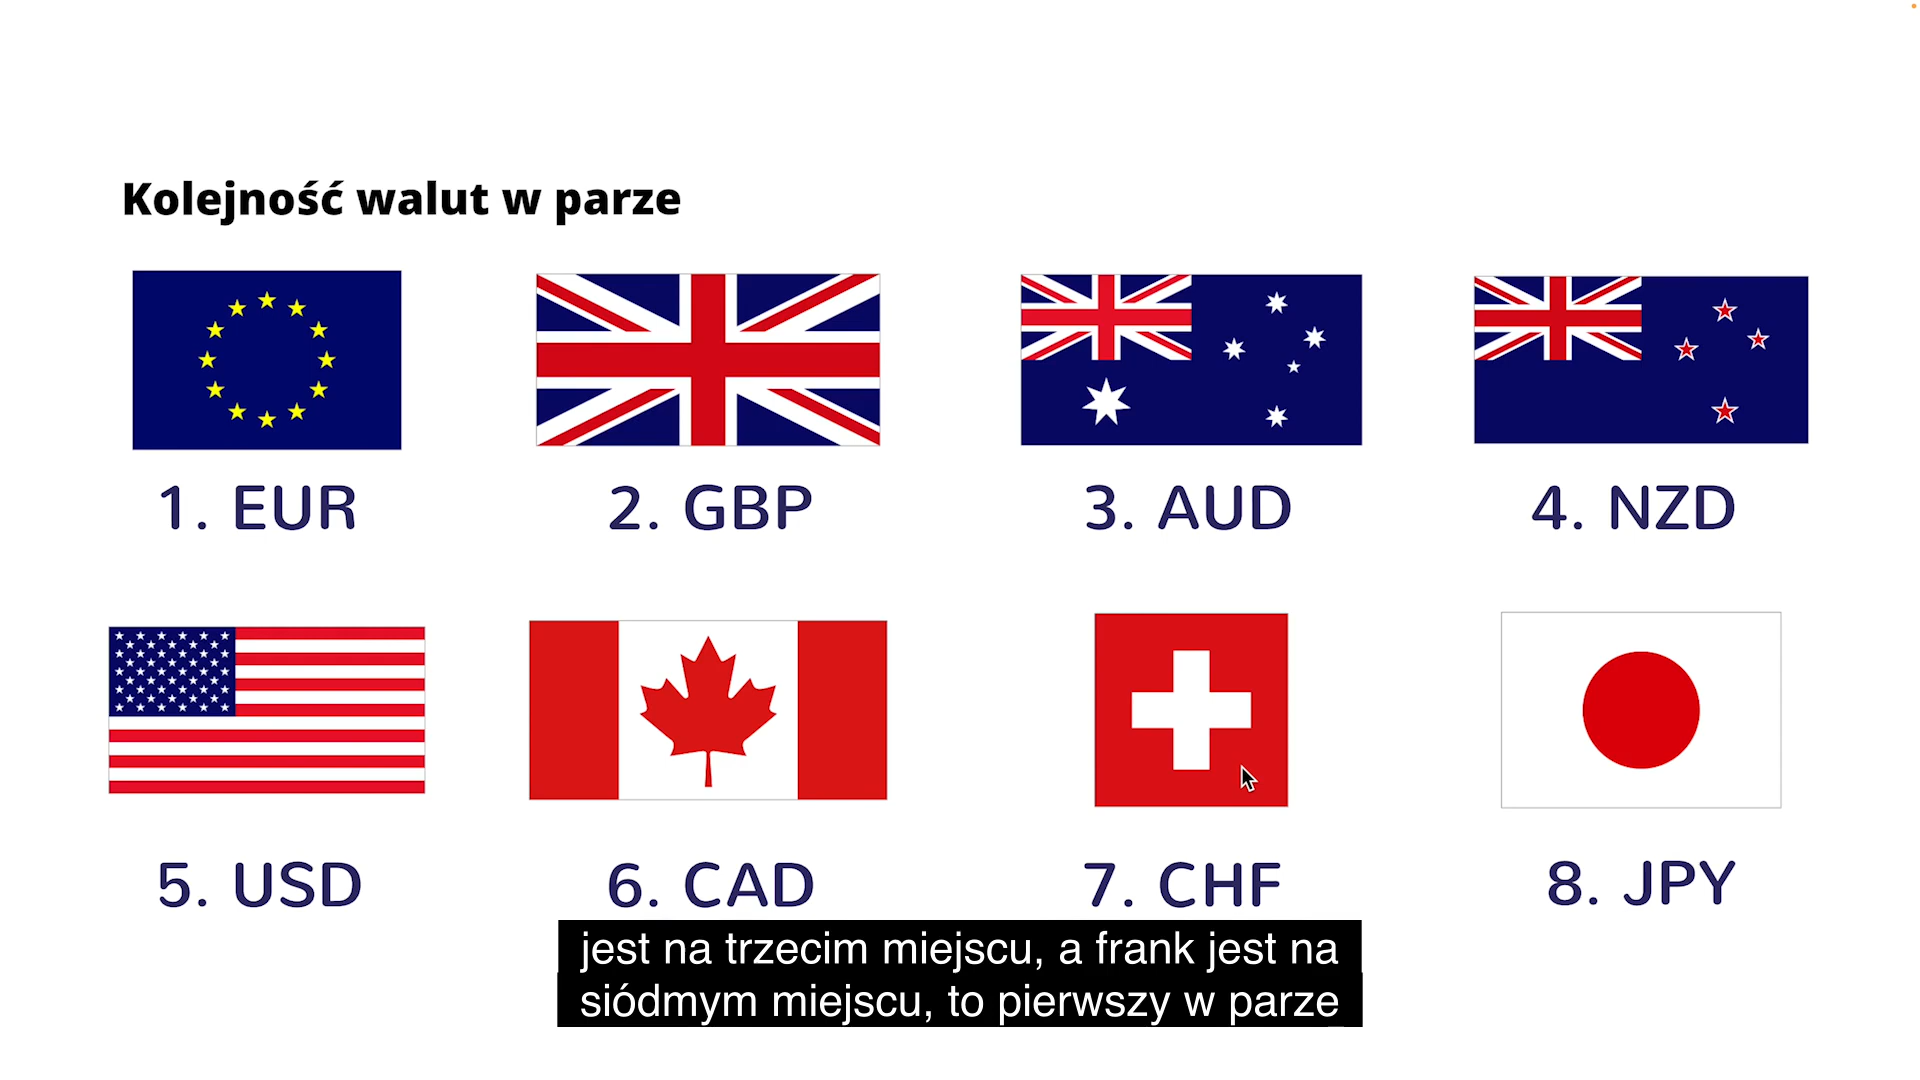 Kolejność walut w parze
1. EUR
2. GBP
3. AUD
4. NZD
5. USD
6. CAD
7. CHF
8. JPY
jest na trzecim miejscu, a frank jest na
siódmym miejscu, to pierwszy w parze